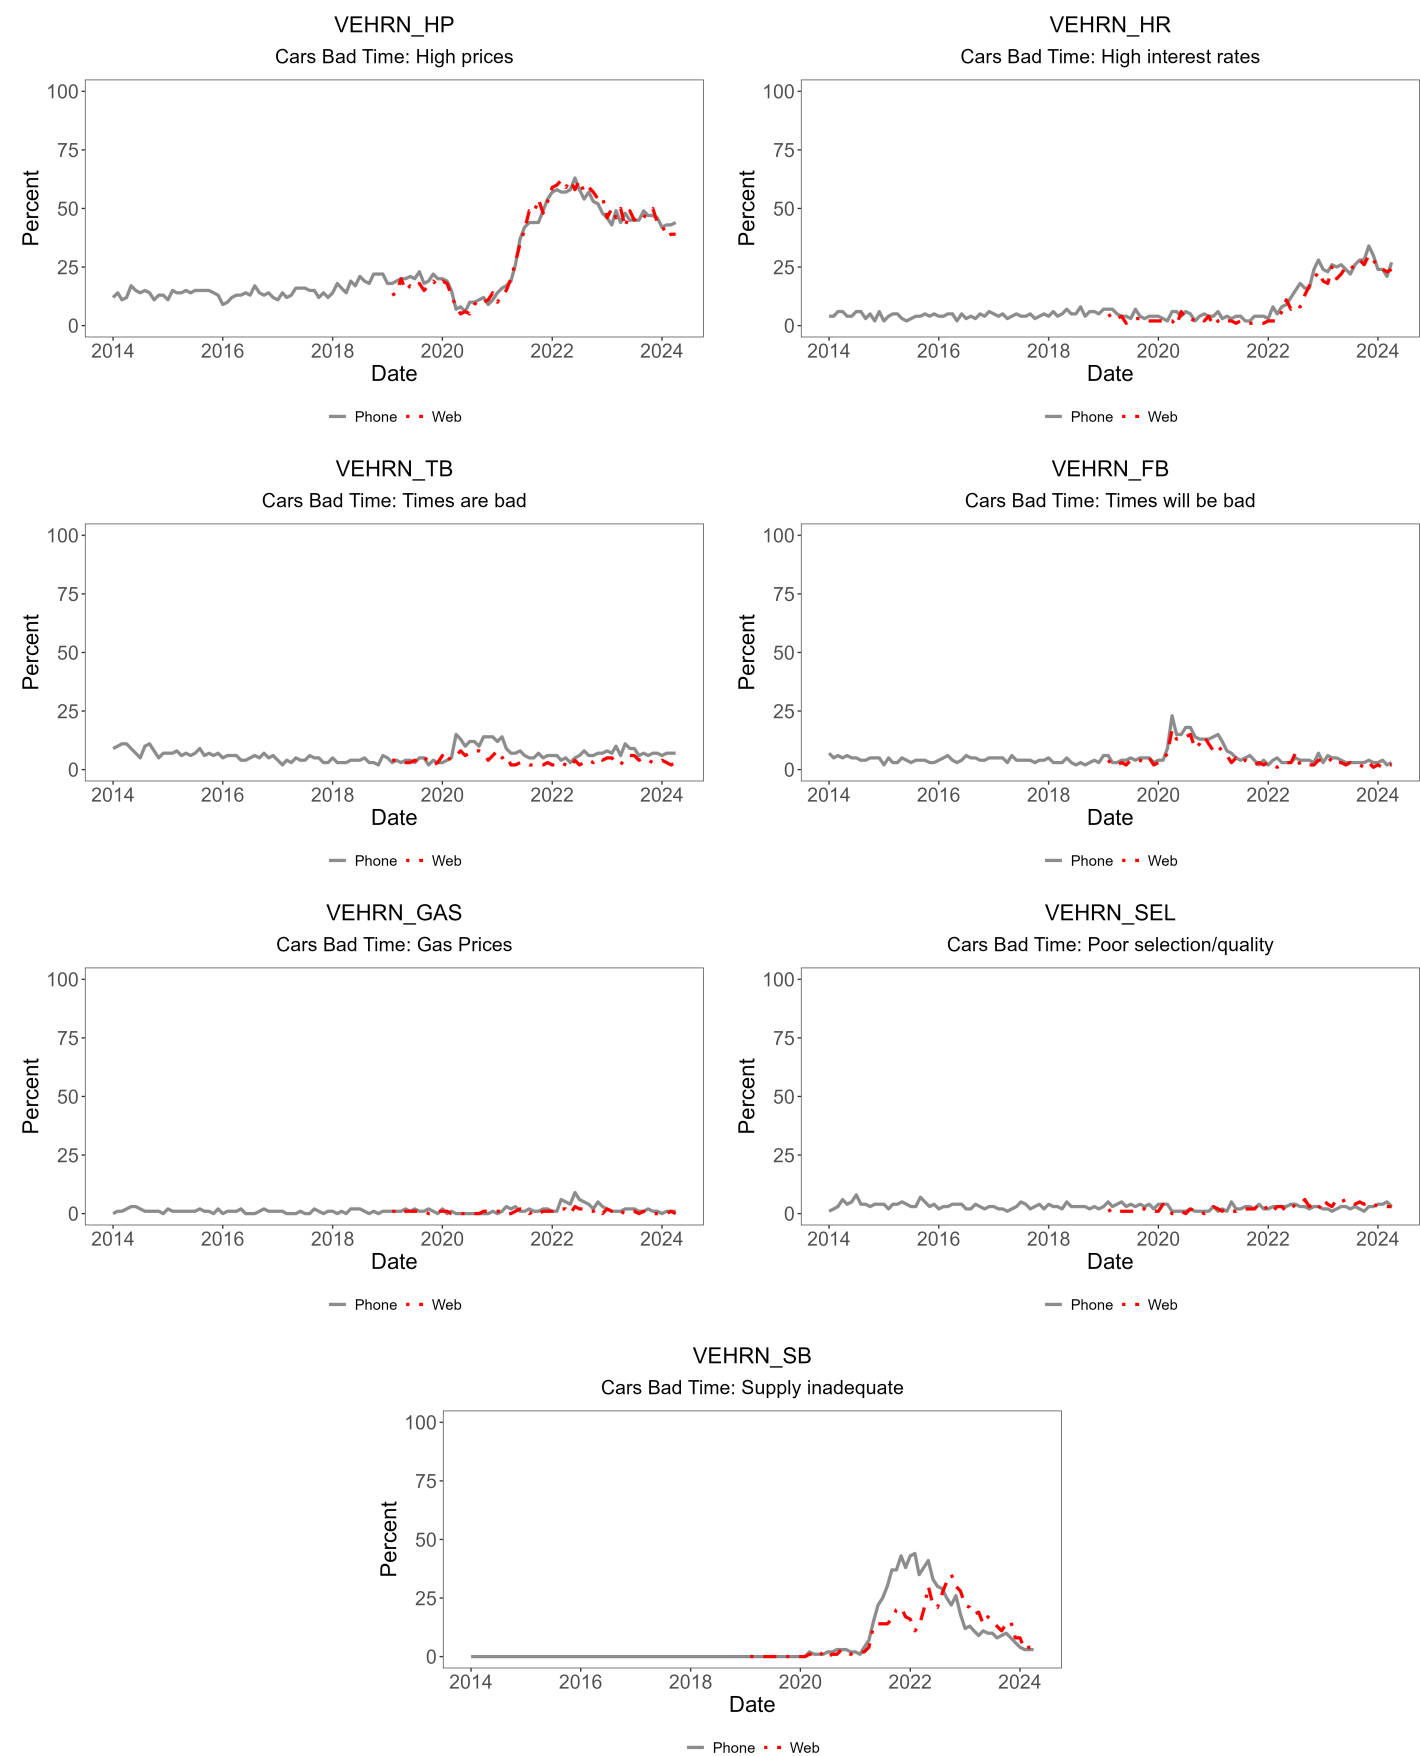 VEHRN_HP
Cars Bad Time: High prices
100
75
50
25
0
Percent
2014 2016 2018 2020 2022 2024
Date
Phone Web
VEHRN_HR
Cars Bad Time: High interest rates
100
75
50
25
0
Percent
2014 2016 2018 2020 2022 2024
Date
Phone Web
VEHRN_TB
Cars Bad Time: Times are bad
100
75
50
25
0
Percent
2014 2016 2018 2020 2022 2024
Date
Phone Web
VEHRN_FB
Cars Bad Time: Times will be bad
100
75
50
25
0
Percent
2014 2016 2018 2020 2022 2024
Date
Phone Web
VEHRN_GAS
Cars Bad Time: Gas Prices
100
75
50
25
0
Percent
2014 2016 2018 2020 2022 2024
Date
Phone Web
VEHRN_SEL
Cars Bad Time: Poor selection/quality
100
75
50
25
0
Percent
2014 2016 2018 2020 2022 2024
Date
Phone Web
VEHRN_SB
Cars Bad Time: Supply inadequate
100
75
50
25
0
Percent
2014 2016 2018 2020 2022 2024
Date
Phone Web